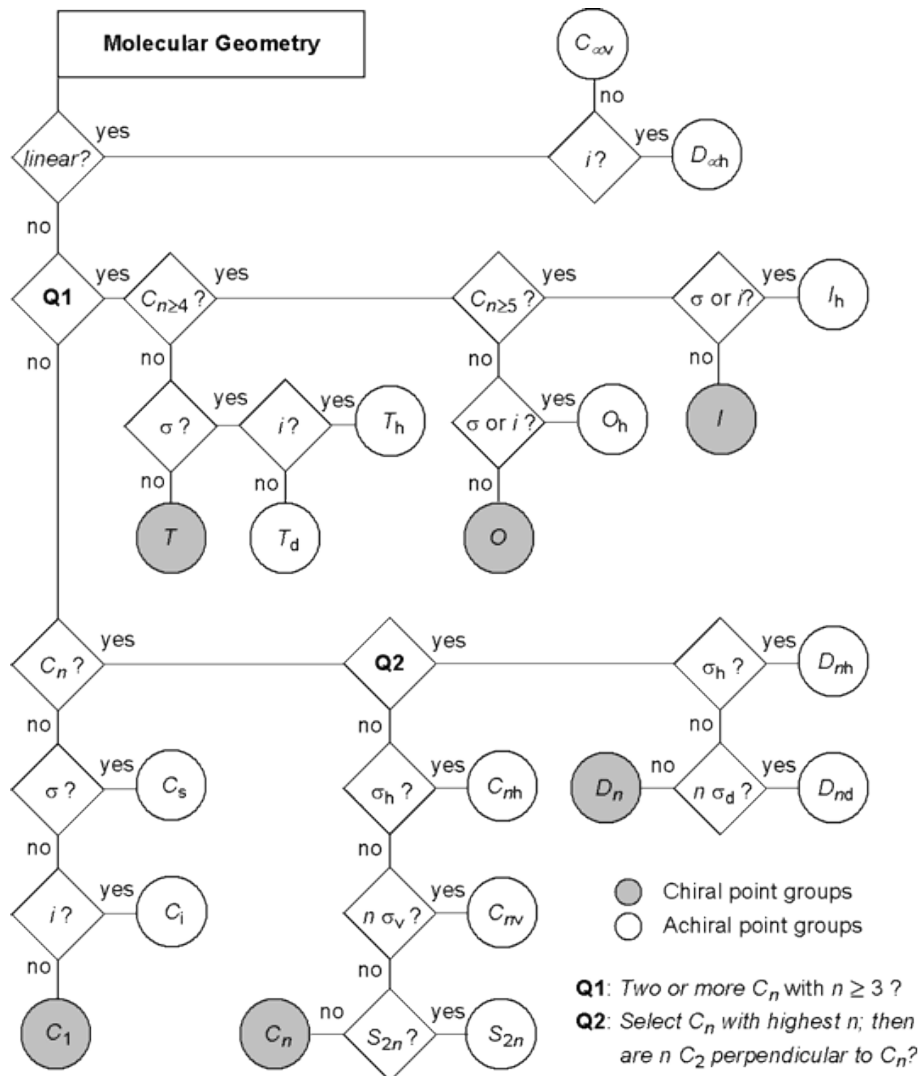 Molecular Geometry
C∞v
no
yes
linear?
i?
yes
D∞h
no
Q1
yes
Cn≥4 ?
yes
Cn≥5 ?
yes
σ or i?
yes
Ih
no
no
no
no
σ ?
yes
i?
yes
Th
σ or i ?
yes
Oh
I
no
no
no
T
Td
O
Cn ?
yes
Q2
yes
σh ?
yes
Dnh
no
no
no
σ ?
yes
Cs
σh ?
yes
Cnh
Dn
no
n σd ?
yes
Dnd
no
no
i ?
yes
Ci
n σv ?
yes
Cnv
Chiral point groups
Achiral point groups
no
no
C1
Cn
no
S2n?
yes
S2n
Q1: Two or more Cn with n ≥ 3 ?
Q2: Select Cn with highest n; then
are n C2 perpendicular to Cn?